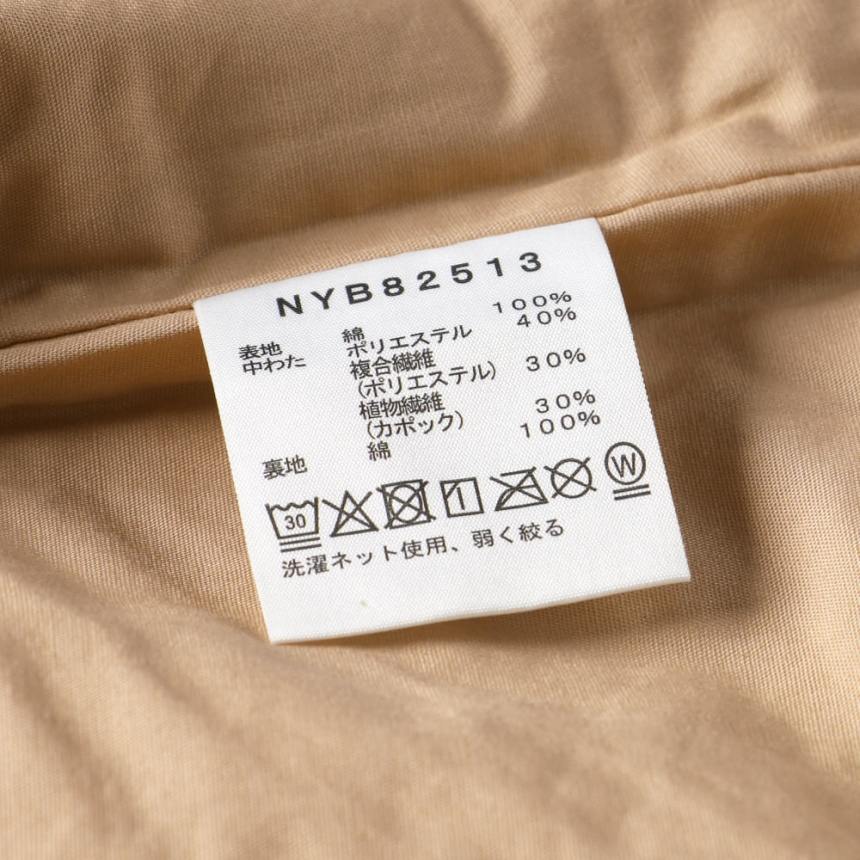 NYB82513
表地 綿 100%
中わた ポリエステル 40%
複合繊維 30%
(ポリエステル)
植物繊維 30%
(カポック)
裏地 綿 100%
30 W
洗濯ネット使用、弱く絞る